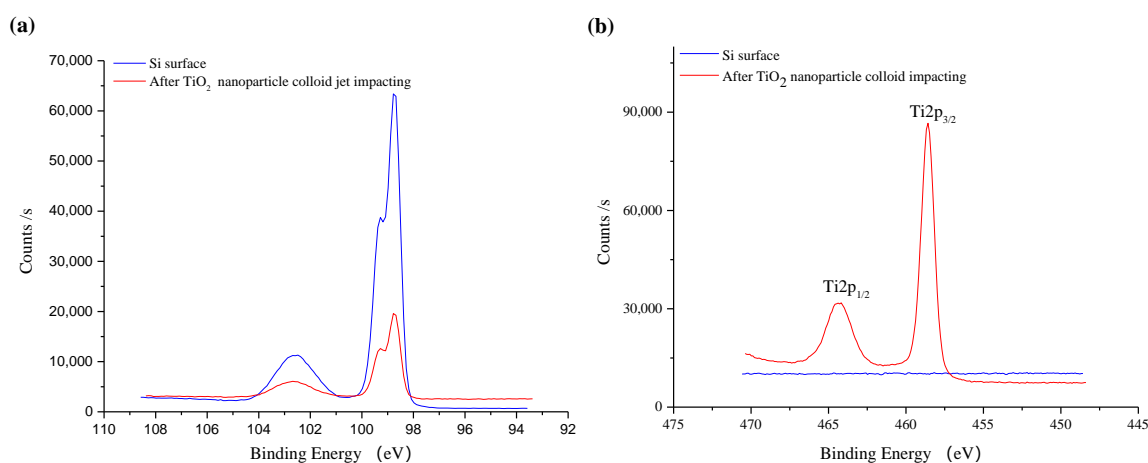 (a)
Si surface
After TiO₂ nanoparticle colloid jet impacting
70,000
60,000
50,000
40,000
30,000
20,000
10,000
0
110 108 106 104 102 100 98 96 94 92
Counts /s
Binding Energy （eV）
(b)
Si surface
After TiO2 nanoparticle colloid impacting
Ti2p3/2
Ti2p1/2
90,000
60,000
30,000
0
475 470 465 460 455 450 445
Counts /s
Binding Energy （eV）